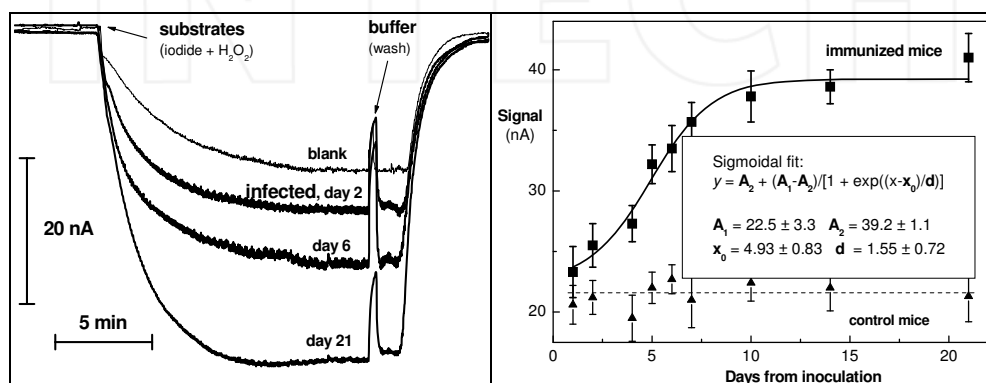 substrates
(iodide + H₂O₂)
buffer
(wash)
blank
infected, day 2
day 6
day 21
20 nA
5 min
Signal
(nA)
40
30
20
0
5
10
15
20
Days from inoculation
immunized mice
Sigmoidal fit:
y = A₂ + (A₁-A₂)/[1 + exp((x-x₀)/d)]
A₁ = 22.5 ± 3.3 A₂ = 39.2 ± 1.1
x₀ = 4.93 ± 0.83 d = 1.55 ± 0.72
control mice